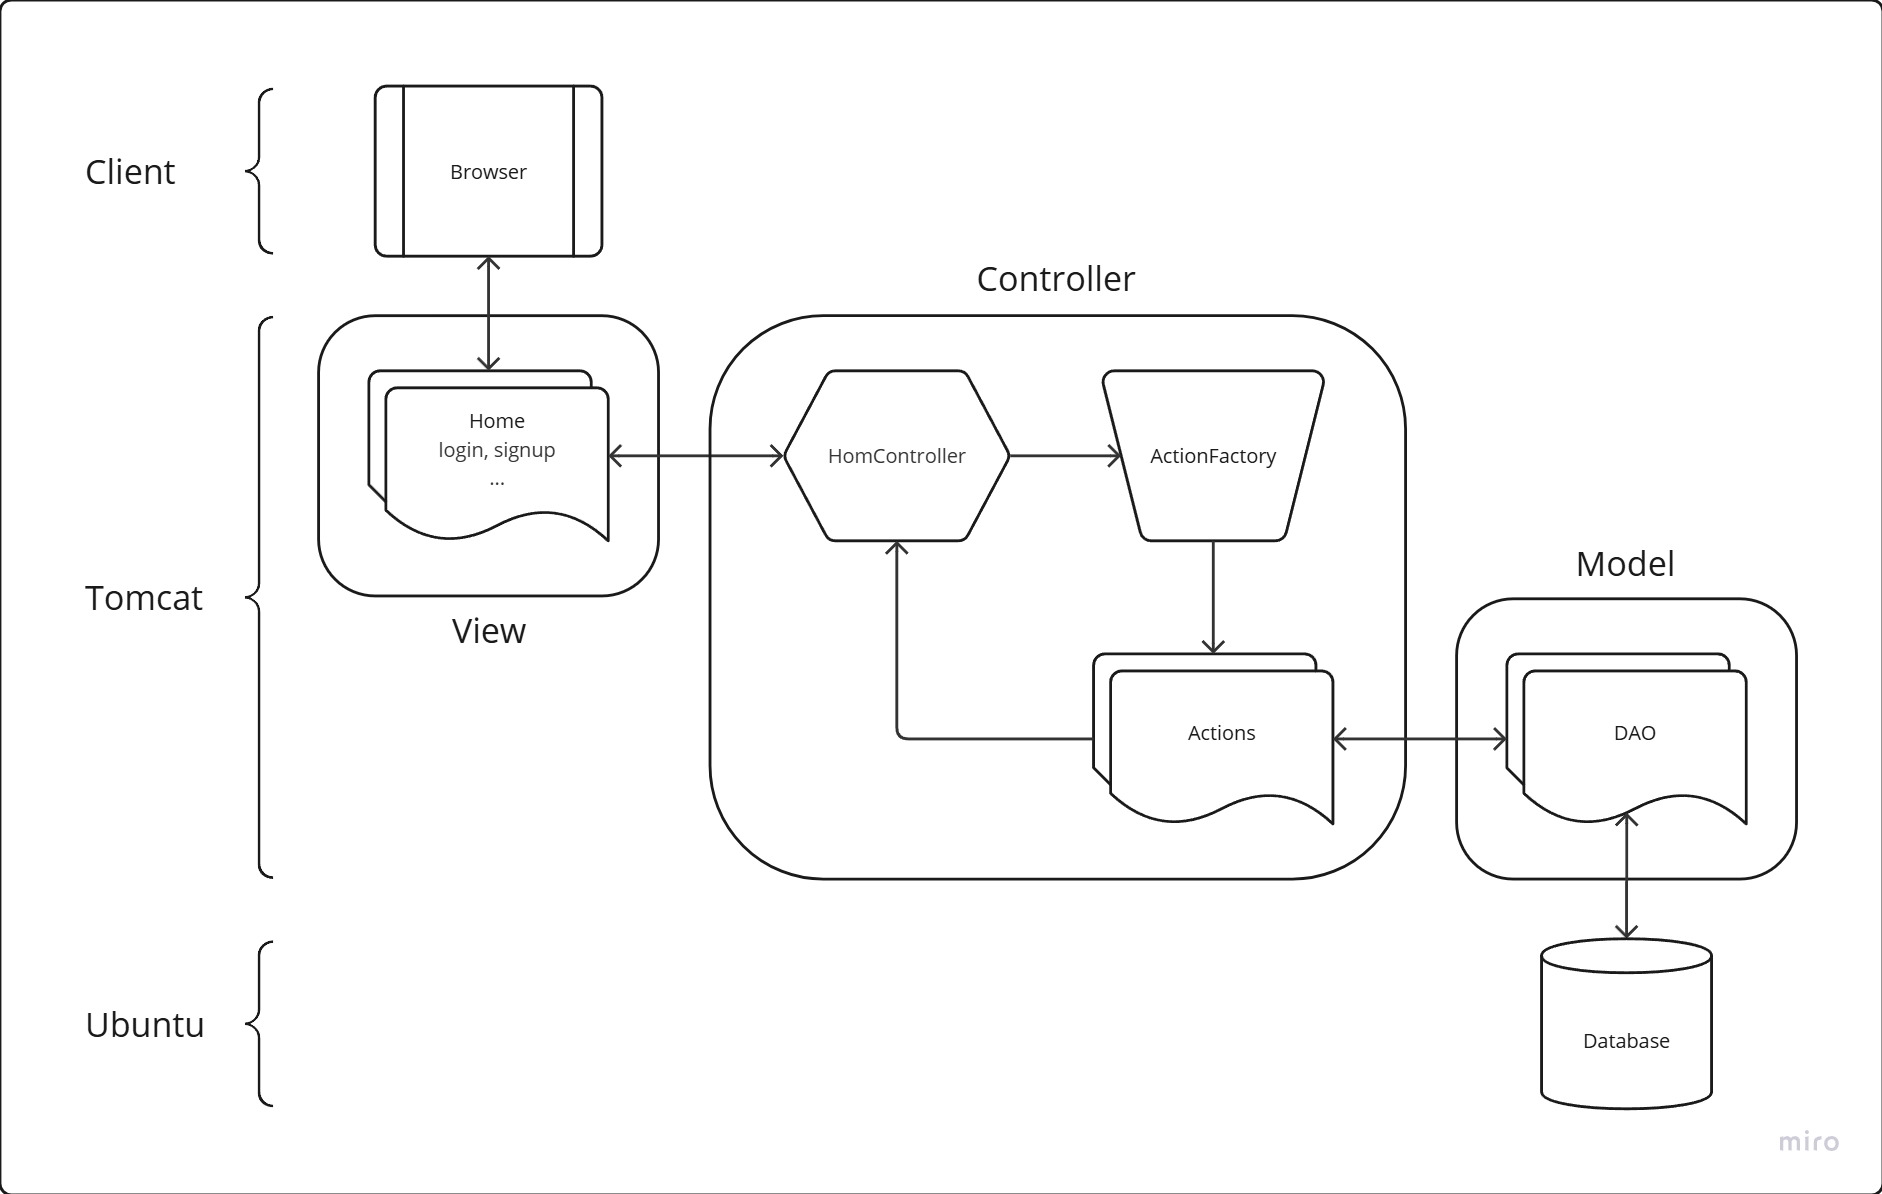 Client
Browser
Controller
Home
login, signup
...
HomController
ActionFactory
Model
Tomcat
View
Actions
DAO
Ubuntu
Database
miro